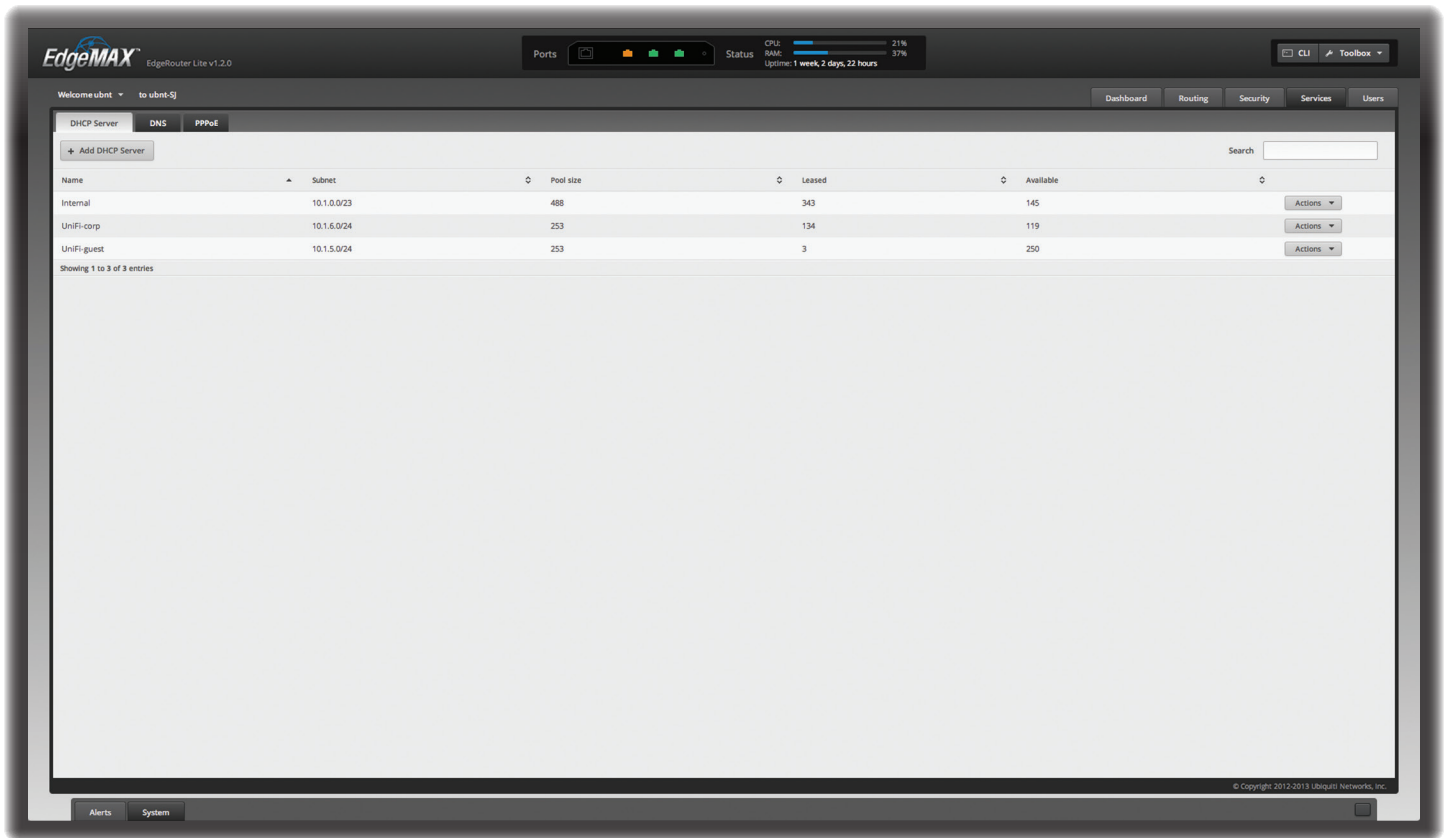 EdgeMAX™ EdgeRouter Lite v1.2.0
Ports Status CPU: 21%
RAM: 37%
Uptime: 1 week, 2 days, 22 hours
CLI Toolbox
Welcome ubnt to ubnt-SJ
Dashboard Routing Security Services Users
DHCP Server DNS PPPoE
+ Add DHCP Server Search
Name Subnet Pool size Leased Available
Internal 10.1.0.0/23 488 343 145 Actions
UniFi-corp 10.1.6.0/24 253 134 119 Actions
UniFi-guest 10.1.5.0/24 253 3 250 Actions
Showing 1 to 3 of 3 entries
© Copyright 2012-2013 Ubiquiti Networks, Inc.
Alerts System